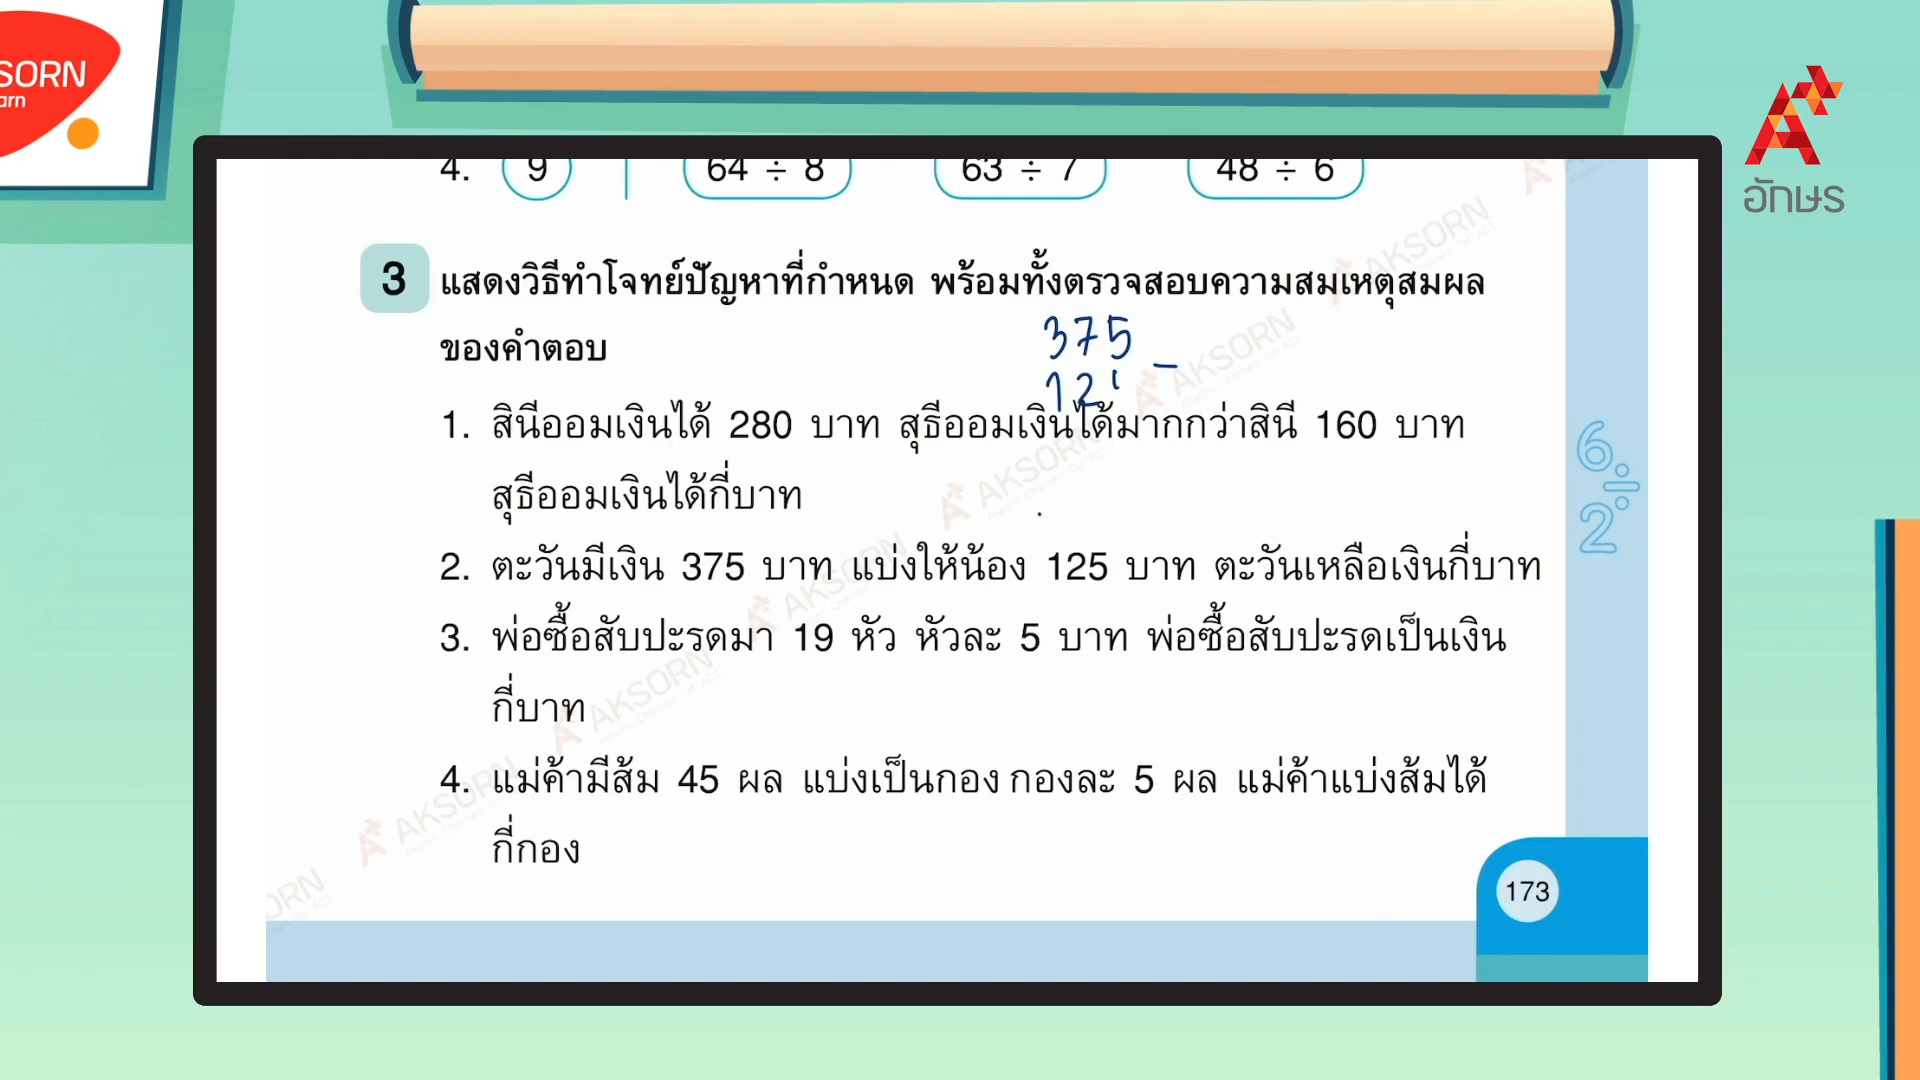 SORN
arn
อักษร
4. 9 64 ÷ 8 63 ÷ 7 48 ÷ 6
3 แสดงวิธีทำโจทย์ปัญหาที่กำหนด พร้อมทั้งตรวจสอบความสมเหตุสมผล
ของคำตอบ
375
12 -
1. สินีออมเงินได้ 280 บาท สุธีออมเงินได้มากกว่าสินี 160 บาท
สุธีออมเงินได้กี่บาท
2. ตะวันมีเงิน 375 บาท แบ่งให้น้อง 125 บาท ตะวันเหลือเงินกี่บาท
3. พ่อซื้อสับปะรดมา 19 หัว หัวละ 5 บาท พ่อซื้อสับปะรดเป็นเงิน
กี่บาท
4. แม่ค้ามีส้ม 45 ผล แบ่งเป็นกอง กองละ 5 ผล แม่ค้าแบ่งส้มได้
กี่กอง
6 ÷ 2
173
AKSORN
AKSORN
AKSORN
AKSORN
AKSORN
AKSORN
ORN